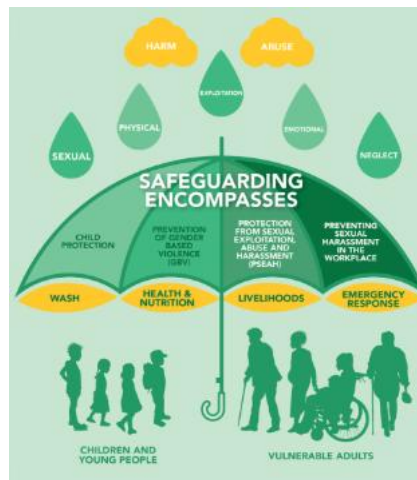 HARM
ABUSE
EXPLOITATION
PHYSICAL
EMOTIONAL
SEXUAL
NEGLECT
SAFEGUARDING
ENCOMPASSES
CHILD
PROTECTION
PREVENTION OF GENDER
BASED
VIOLENCE
(GBV)
PROTECTION
FROM SEXUAL
EXPLOITATION,
ABUSE AND
HARASSMENT
(PSEAH)
PREVENTING
SEXUAL
HARASSMENT
IN THE
WORKPLACE
WASH
HEALTH &
NUTRITION
LIVELIHOODS
EMERGENCY
RESPONSE
CHILDREN AND
YOUNG PEOPLE
VULNERABLE ADULTS